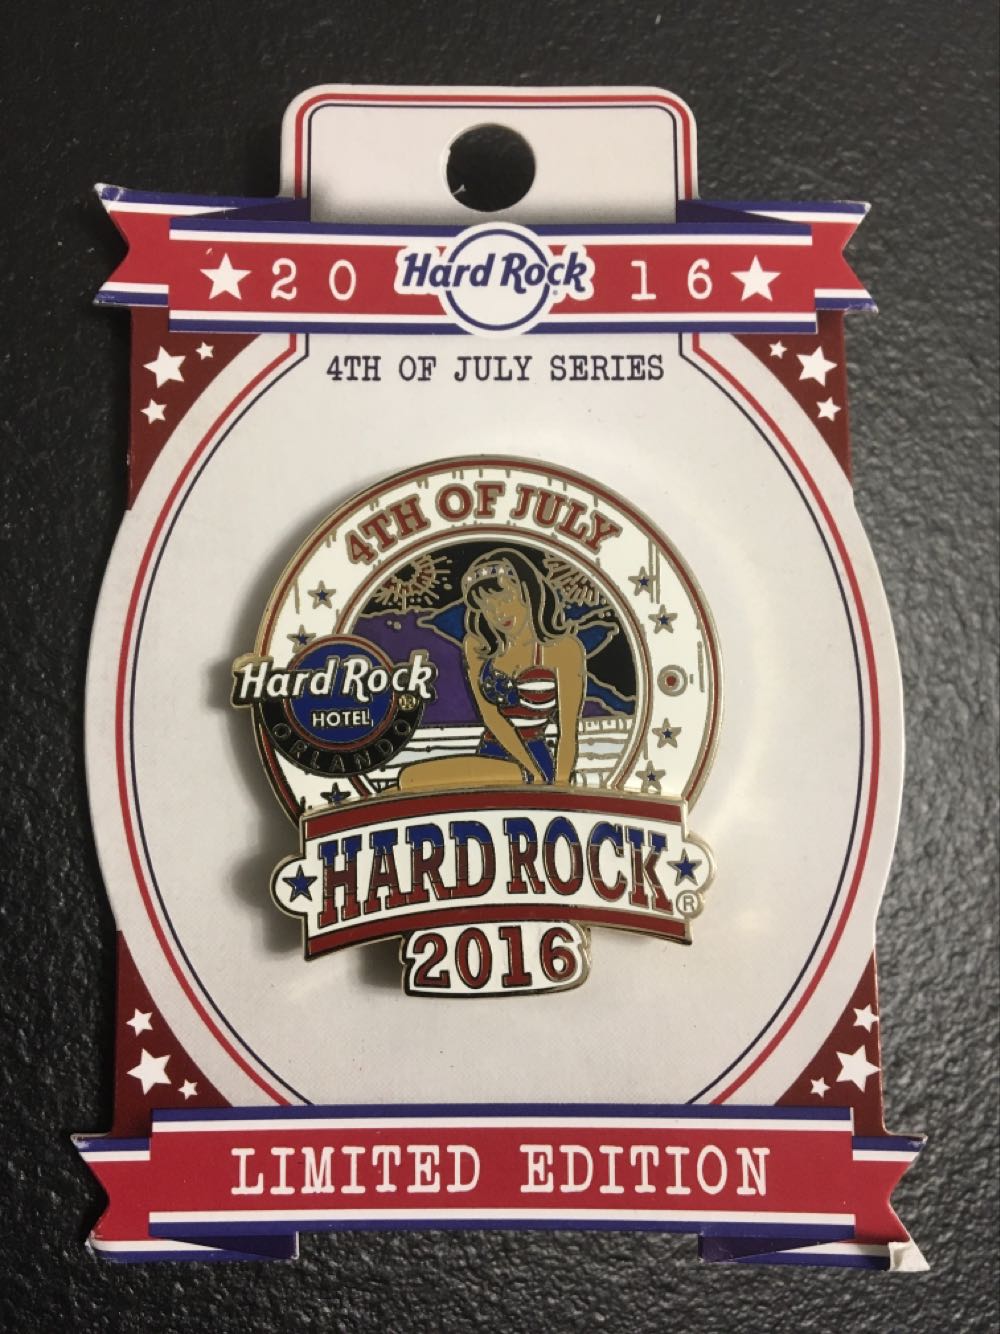 20 Hard Rock 16
4TH OF JULY SERIES
4TH OF JULY
Hard Rock ®
HOTEL
ORLANDO
HARD ROCK ®
2016
LIMITED EDITION